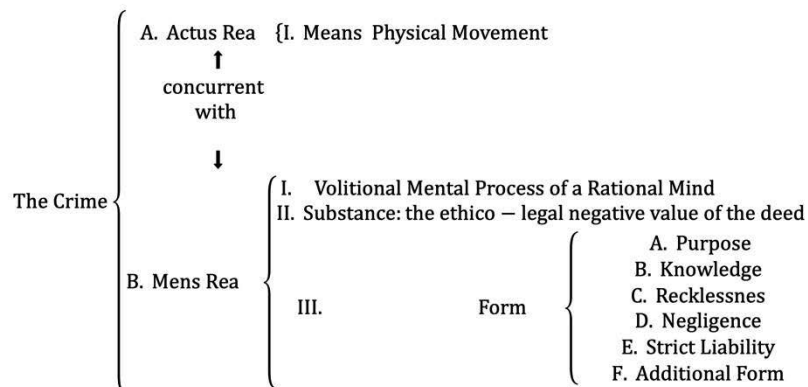 A. Actus Rea {I. Means Physical Movement
concurrent
with
The Crime
I. Volitional Mental Process of a Rational Mind
II. Substance: the ethico – legal negative value of the deed
B. Mens Rea
III. Form
A. Purpose
B. Knowledge
C. Recklessnes
D. Negligence
E. Strict Liability
F. Additional Form